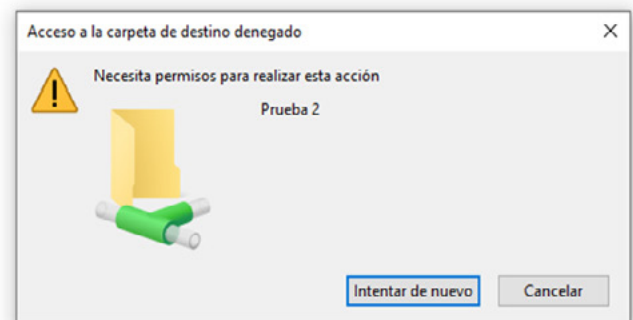 Acceso a la carpeta de destino denegado
Necesita permisos para realizar esta acción
Prueba 2
Intentar de nuevo
Cancelar